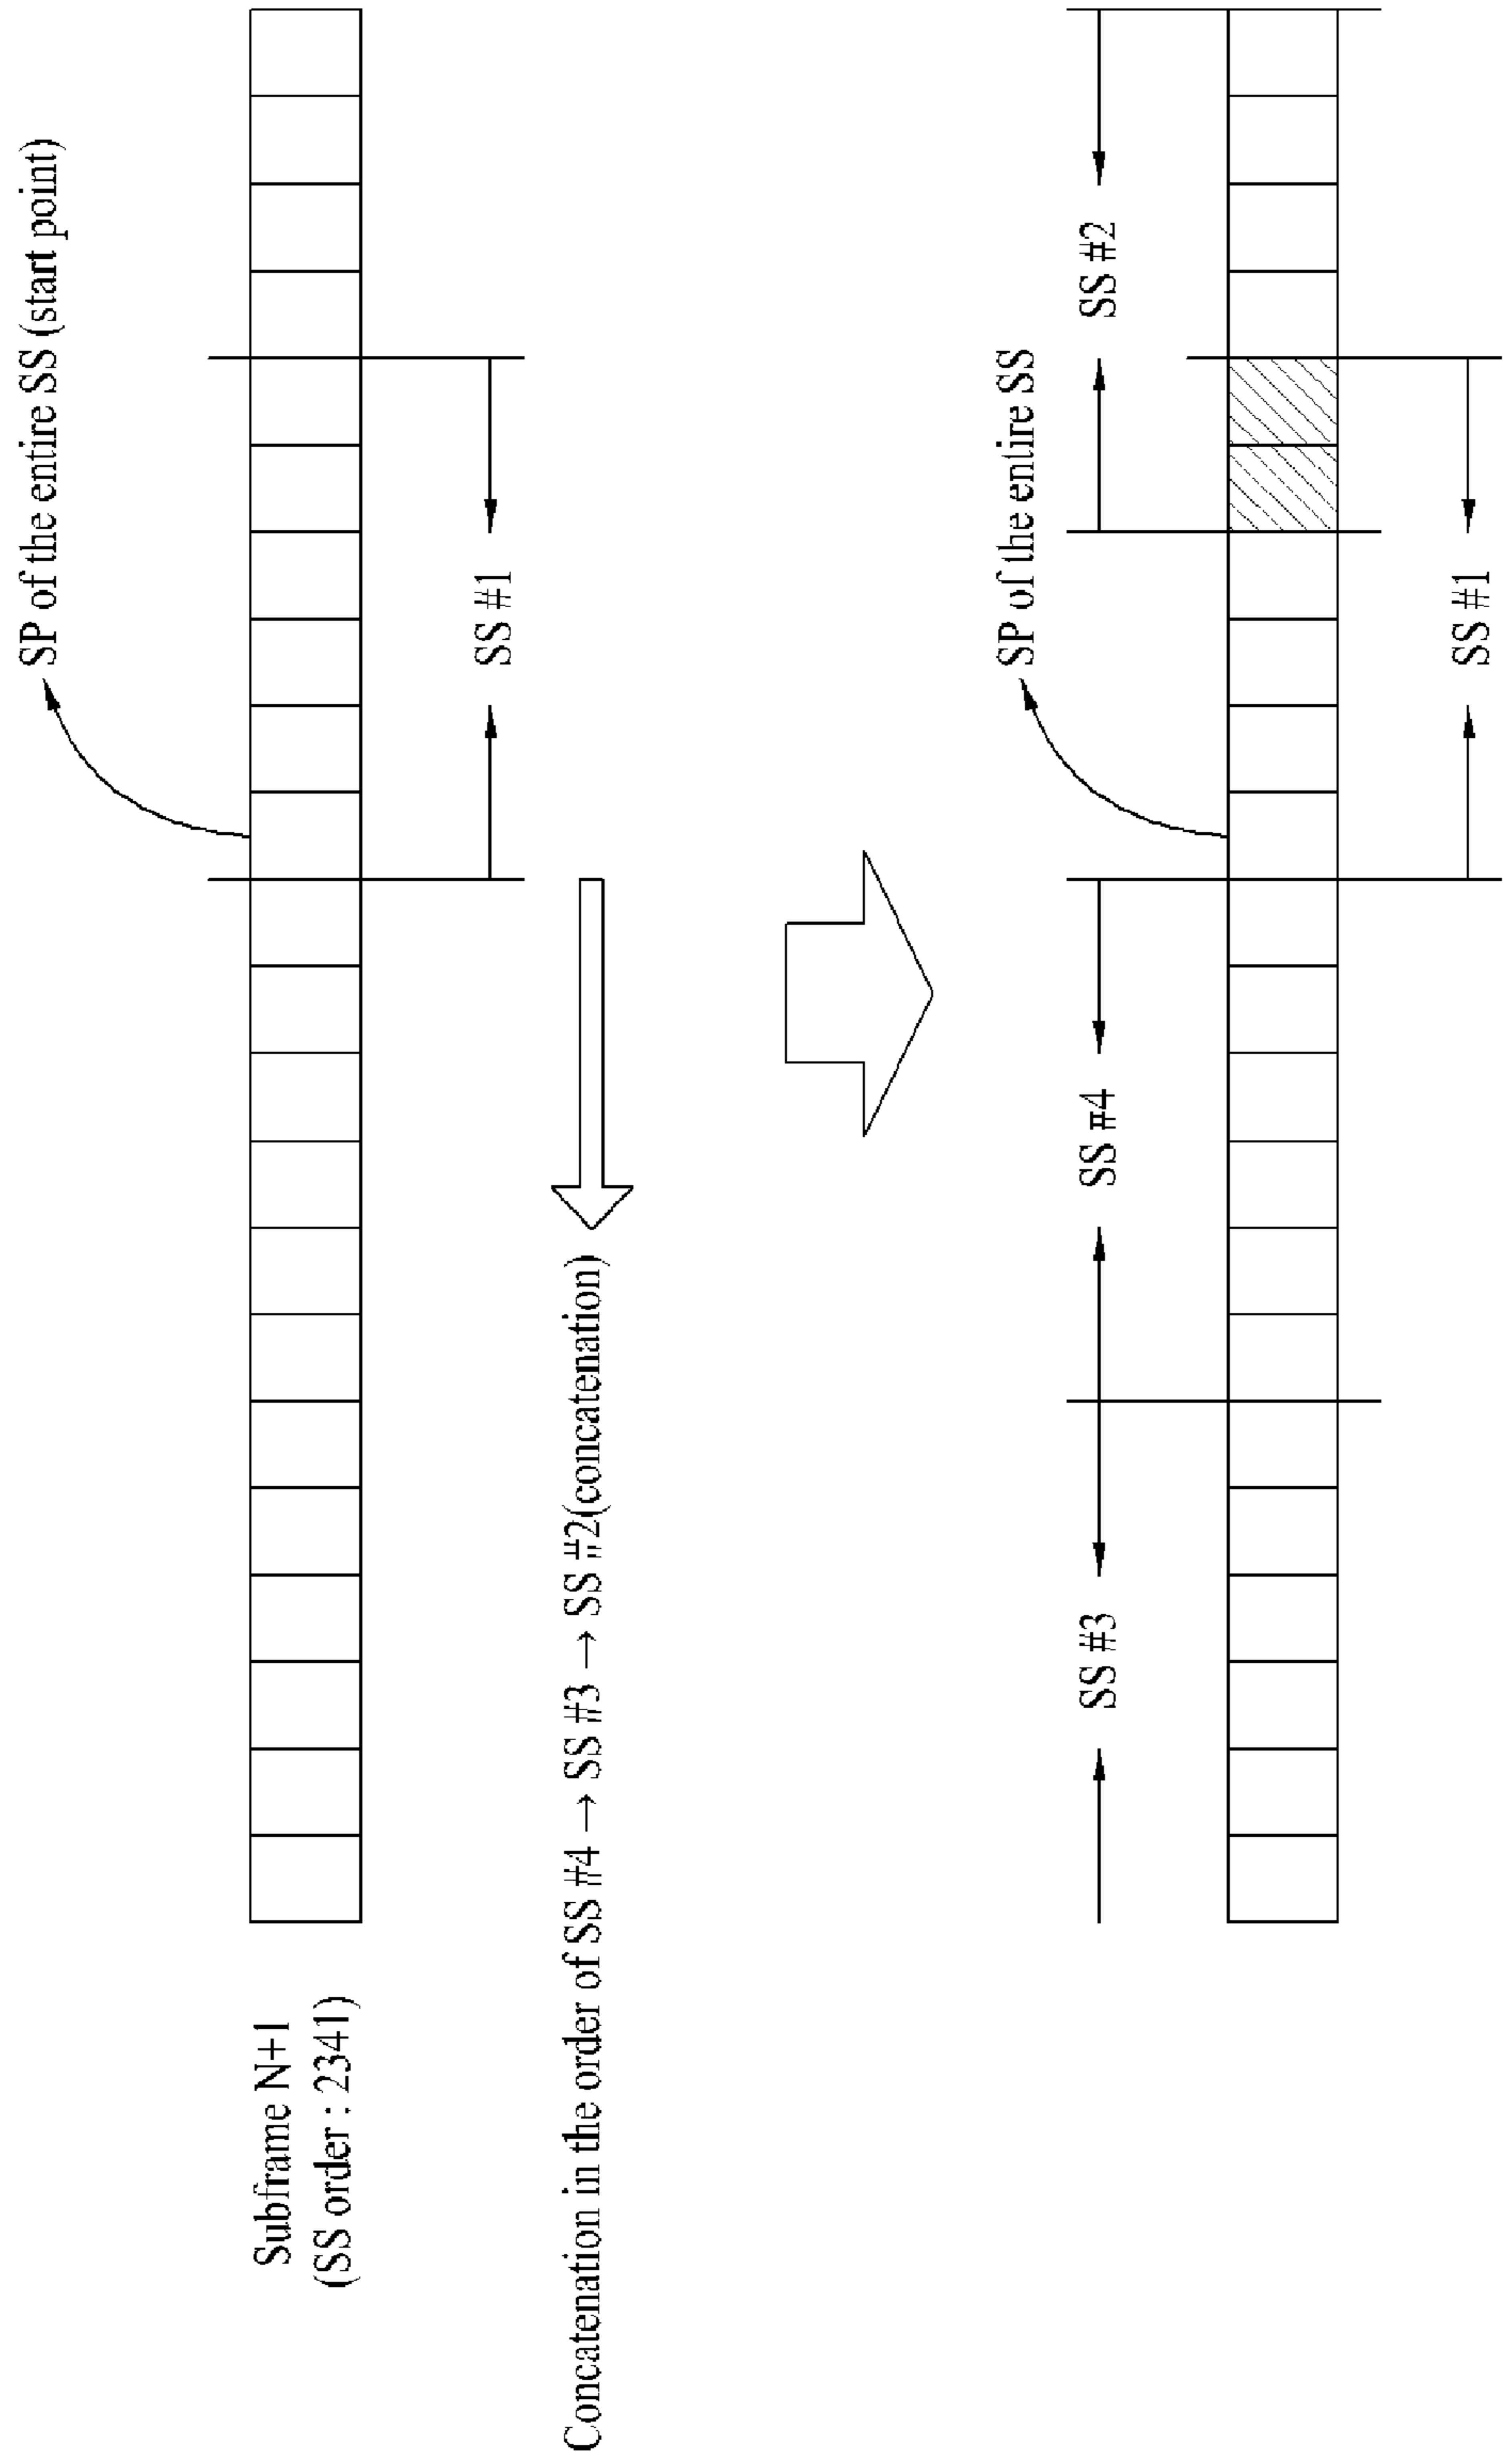 SP of the entire SS (start point)
Subframe N+1
(SS order : 2341)
SS #1
Concatenation in the order of SS #4 → SS #3 → SS #2(concatenation)
SP of the entire SS
SS #3
SS #4
SS #2
SS #1